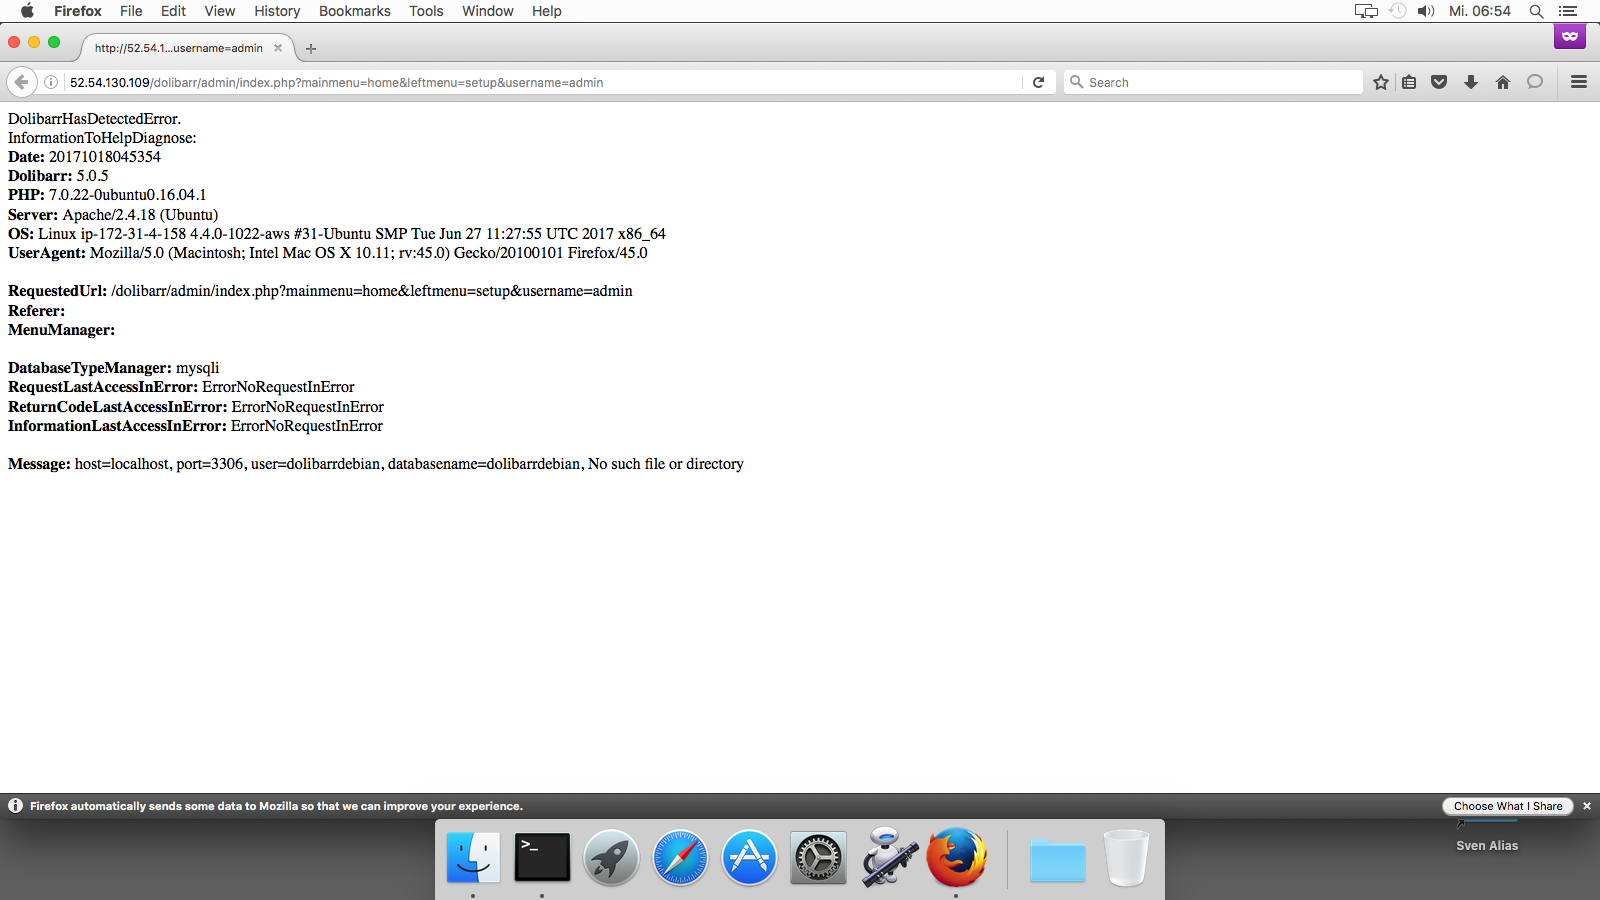 Firefox File Edit View History Bookmarks Tools Window Help Mi. 06:54
http://52.54.1...username=admin
52.54.130.109/dolibarr/admin/index.php?mainmenu=home&leftmenu=setup&username=admin Search
DolibarrHasDetectedError.
InformationToHelpDiagnose:
Date: 20171018045354
Dolibarr: 5.0.5
PHP: 7.0.22-0ubuntu0.16.04.1
Server: Apache/2.4.18 (Ubuntu)
OS: Linux ip-172-31-4-158 4.4.0-1022-aws #31-Ubuntu SMP Tue Jun 27 11:27:55 UTC 2017 x86_64
UserAgent: Mozilla/5.0 (Macintosh; Intel Mac OS X 10.11; rv:45.0) Gecko/20100101 Firefox/45.0
RequestedUrl: /dolibarr/admin/index.php?mainmenu=home&leftmenu=setup&username=admin
Referer:
MenuManager:
DatabaseTypeManager: mysqli
RequestLastAccessInError: ErrorNoRequestInError
ReturnCodeLastAccessInError: ErrorNoRequestInError
InformationLastAccessInError: ErrorNoRequestInError
Message: host=localhost, port=3306, user=dolibarrdebian, databasename=dolibarrdebian, No such file or directory
Firefox automatically sends some data to Mozilla so that we can improve your experience. Choose What I Share
>_
Sven Alias